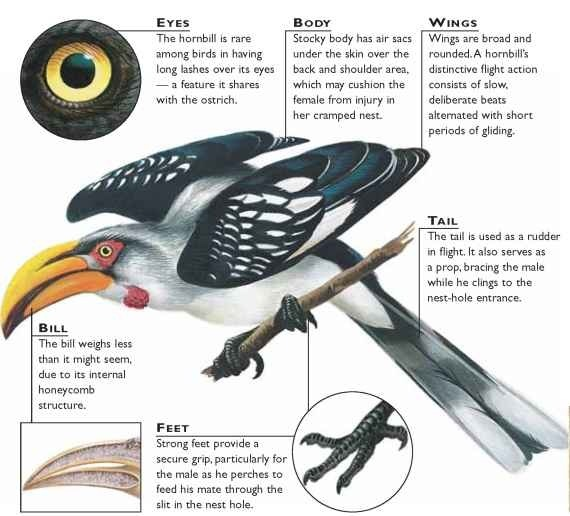 EYES
The hornbill is rare
among birds in having
long lashes over its eyes
— a feature it shares
with the ostrich.
BODY
Stocky body has air sacs
under the skin over the
back and shoulder area,
which may cushion the
female from injury in
her cramped nest.
WINGS
Wings are broad and
rounded. A hornbill's
distinctive flight action
consists of slow,
deliberate beats
alternated with short
periods of gliding.
TAIL
The tail is used as a rudder
in flight. It also serves as
a prop, bracing the male
while he clings to the
nest-hole entrance.
BILL
The bill weighs less
than it might seem,
due to its internal
honeycomb
structure.
FEET
Strong feet provide a
secure grip, particularly for
the male as he perches to
feed his mate through the
slit in the nest hole.